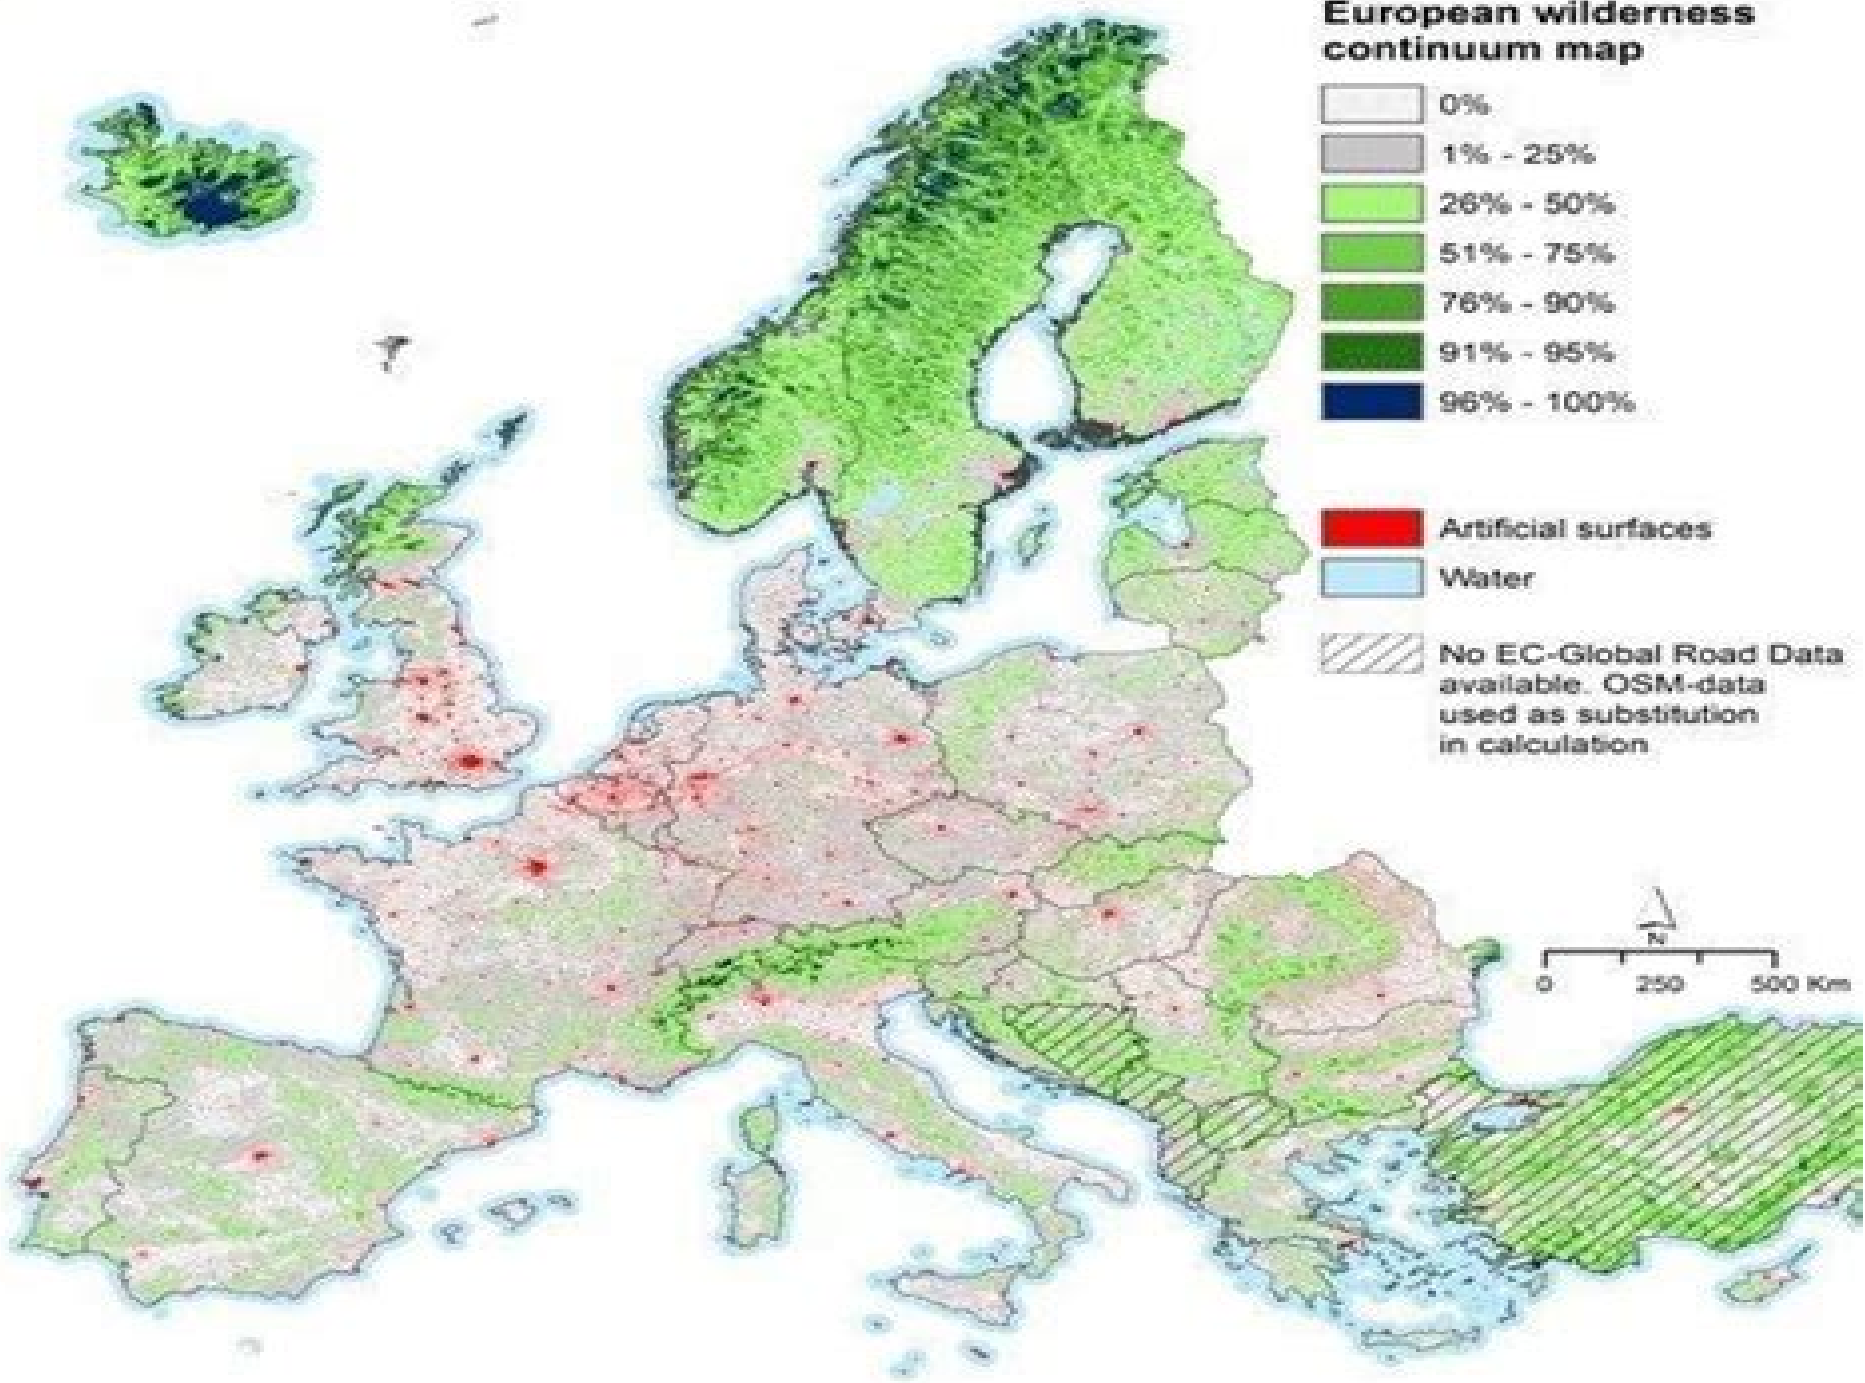 European wilderness
continuum map
0%
1% - 25%
26% - 50%
51% - 75%
76% - 90%
91% - 95%
96% - 100%
Artificial surfaces
Water
No EC-Global Road Data
available. OSM-data
used as substitution
in calculation
N
0 250 500 Km